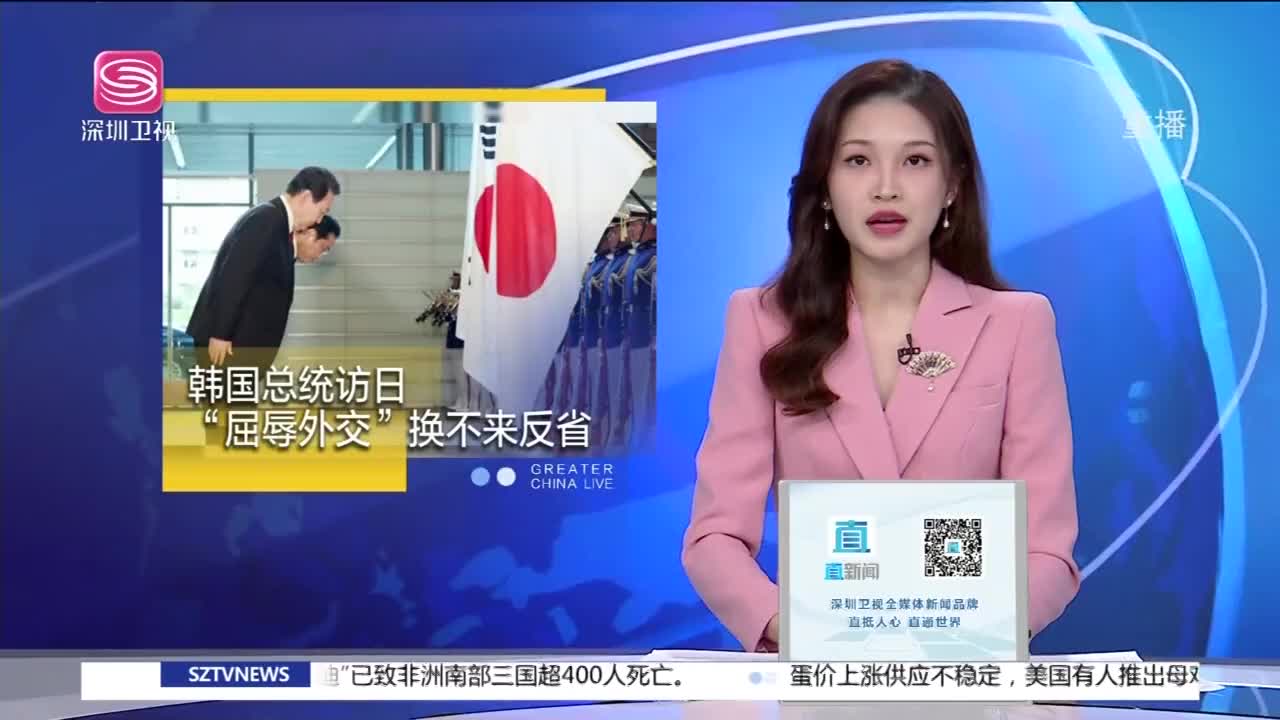 深圳卫视
重播
韩国总统访日
“屈辱外交”换不来反省
GREATER
CHINA LIVE
直
直新闻
深圳卫视全媒体新闻品牌
直抵人心 直通世界
SZTVNEWS
迪”已致非洲南部三国超400人死亡。 蛋价上涨供应不稳定，美国有人推出母鸡